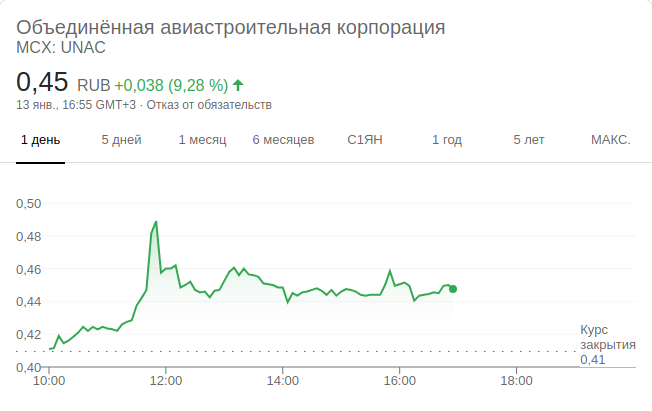 Объединённая авиастроительная корпорация
MCX: UNAC
0,45 RUB +0,038 (9,28 %)
13 янв., 16:55 GMT+3 · Отказ от обязательств
1 день 5 дней 1 месяц 6 месяцев С1ЯН 1 год 5 лет МАКС.
0,50
0,48
0,46
0,44
0,42
Курс
закрытия
0,41
0,40
10:00 12:00 14:00 16:00 18:00